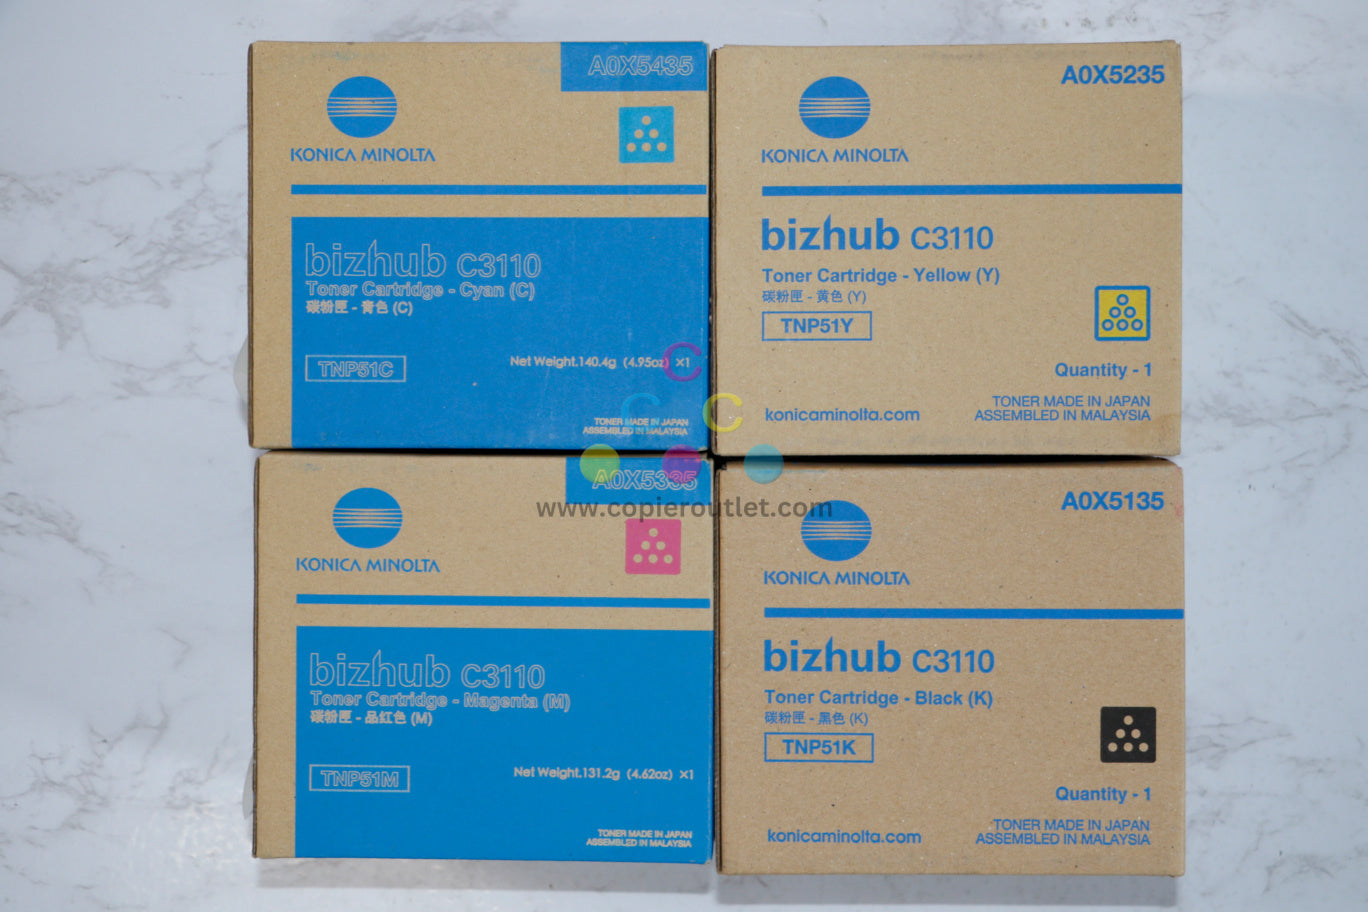 A0X5435
KONICA MINOLTA
bizhub C3110
Toner Cartridge - Cyan (C)
碳粉匣 - 青色 (C)
TNP51C
Net Weight.140.4g (4.95oz) ×1
TONER MADE IN JAPAN
ASSEMBLED IN MALAYSIA
A0X5235
KONICA MINOLTA
bizhub C3110
Toner Cartridge - Yellow (Y)
碳粉匣 - 黄色 (Y)
TNP51Y
Quantity - 1
konicaminolta.com
TONER MADE IN JAPAN
ASSEMBLED IN MALAYSIA
C
C C
www.copieroutlet.com
A0X5335
KONICA MINOLTA
bizhub C3110
Toner Cartridge - Magenta (M)
碳粉匣 - 品红色 (M)
TNP51M
Net Weight.131.2g (4.62oz) ×1
TONER MADE IN JAPAN
ASSEMBLED IN MALAYSIA
A0X5135
KONICA MINOLTA
bizhub C3110
Toner Cartridge - Black (K)
碳粉匣 - 黑色 (K)
TNP51K
Quantity - 1
konicaminolta.com
TONER MADE IN JAPAN
ASSEMBLED IN MALAYSIA